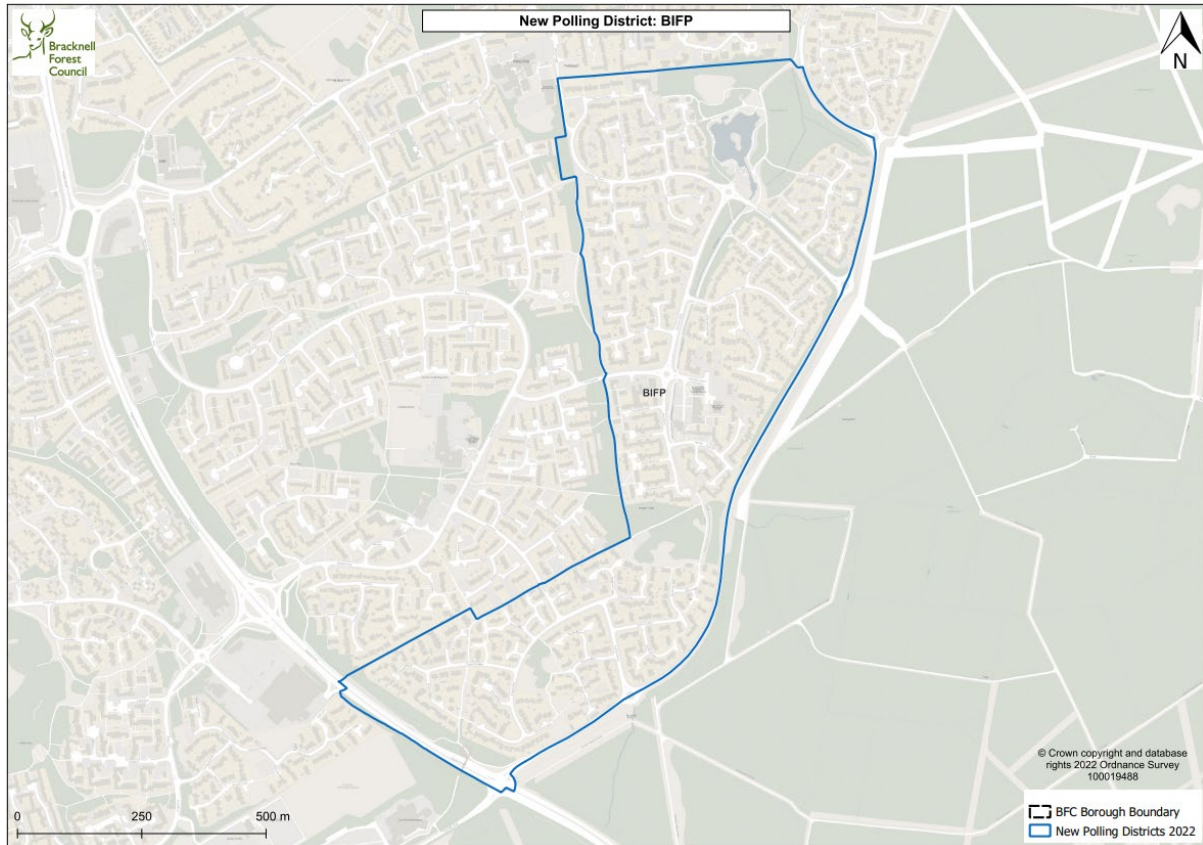 Bracknell
Forest
Council
New Polling District: BIFP
N
BIFP
© Crown copyright and database
rights 2022 Ordnance Survey
100019488
0 250 500 m
BFC Borough Boundary
New Polling Districts 2022